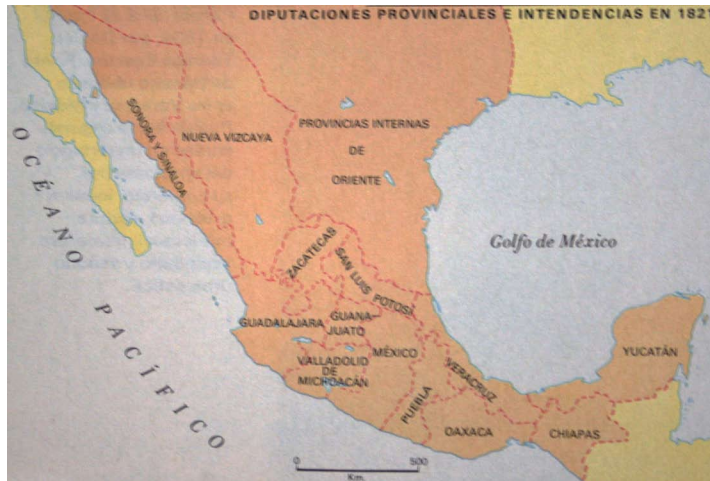 DIPUTACIONES PROVINCIALES E INTENDENCIAS EN 1821
SONORA Y SINALOA
NUEVA VIZCAYA
PROVINCIAS INTERNAS
DE
ORIENTE
OCÉANO PACÍFICO
Golfo de México
ZACATECAS
SAN LUIS POTOSÍ
GUADALAJARA
GUANA-
JUATO
VALLADOLID
DE
MICHOACÁN
MÉXICO
PUEBLA
VERACRUZ
YUCATÁN
OAXACA
CHIAPAS
0 500
Km.